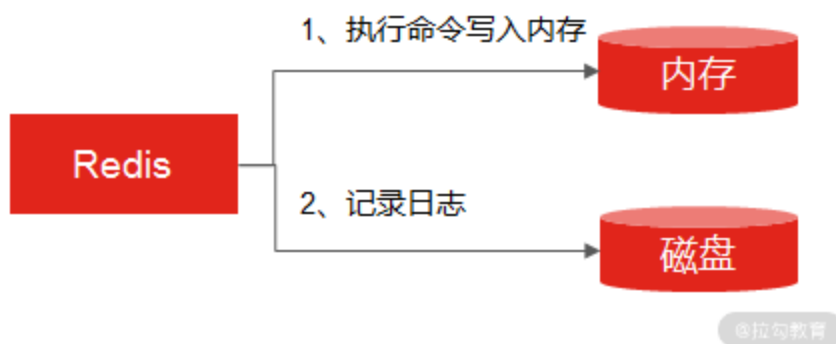 1、执行命令写入内存
内存
Redis
2、记录日志
磁盘
@拉勾教育